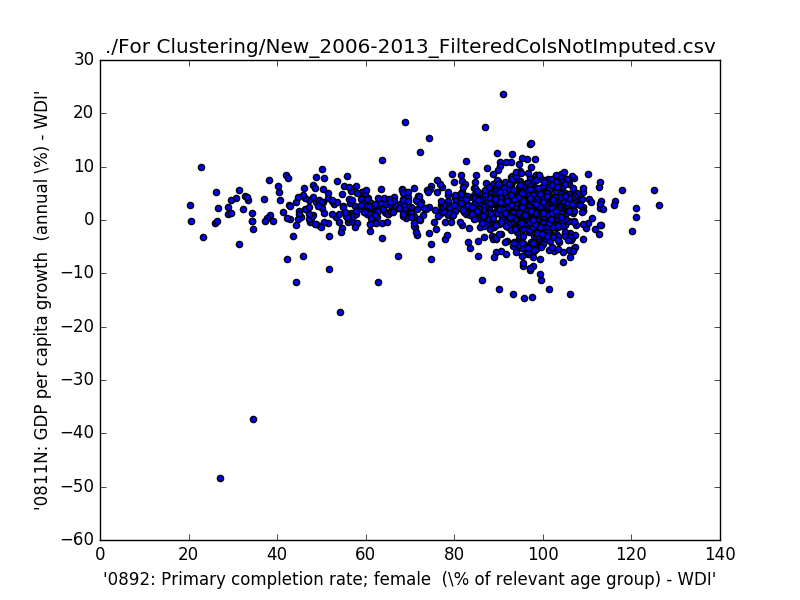 ./For Clustering/New_2006-2013_FilteredColsNotImputed.csv
'0811N: GDP per capita growth  (annual \%) - WDI'
30
20
10
0
−10
−20
−30
−40
−50
−60
0 20 40 60 80 100 120 140
'0892: Primary completion rate; female  (\% of relevant age group) - WDI'